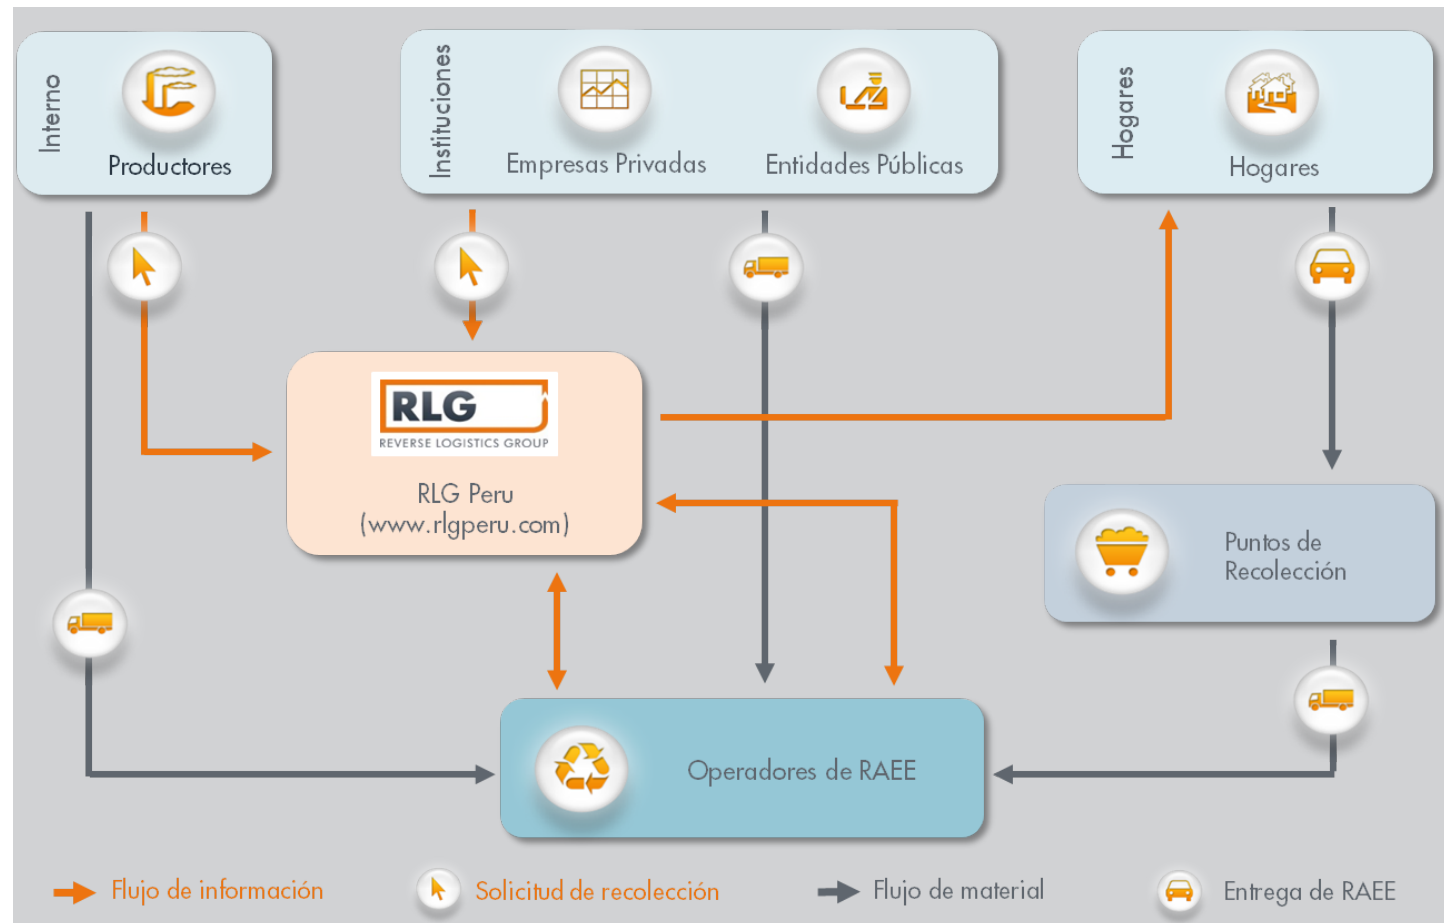 Interno
Productores
Instituciones
Empresas Privadas
Entidades Públicas
Hogares
Hogares
RLG
REVERSE LOGISTICS GROUP
RLG Peru
(www.rlgperu.com)
Puntos de
Recolección
Operadores de RAEE
Flujo de información
Solicitud de recolección
Flujo de material
Entrega de RAEE